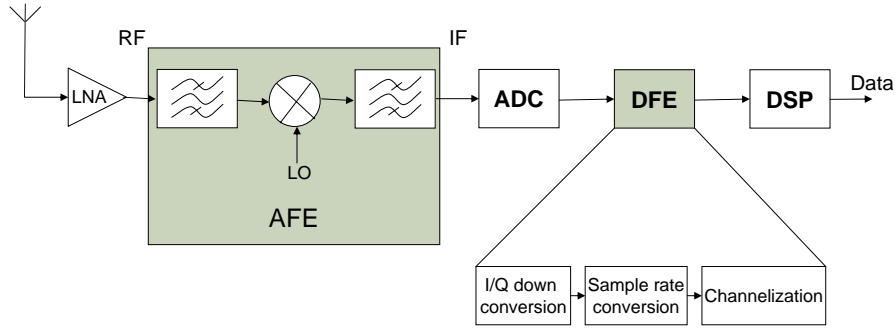 RF
IF
LNA
ADC
DFE
DSP
Data
LO
AFE
I/Q down
conversion
Sample rate
conversion
Channelization